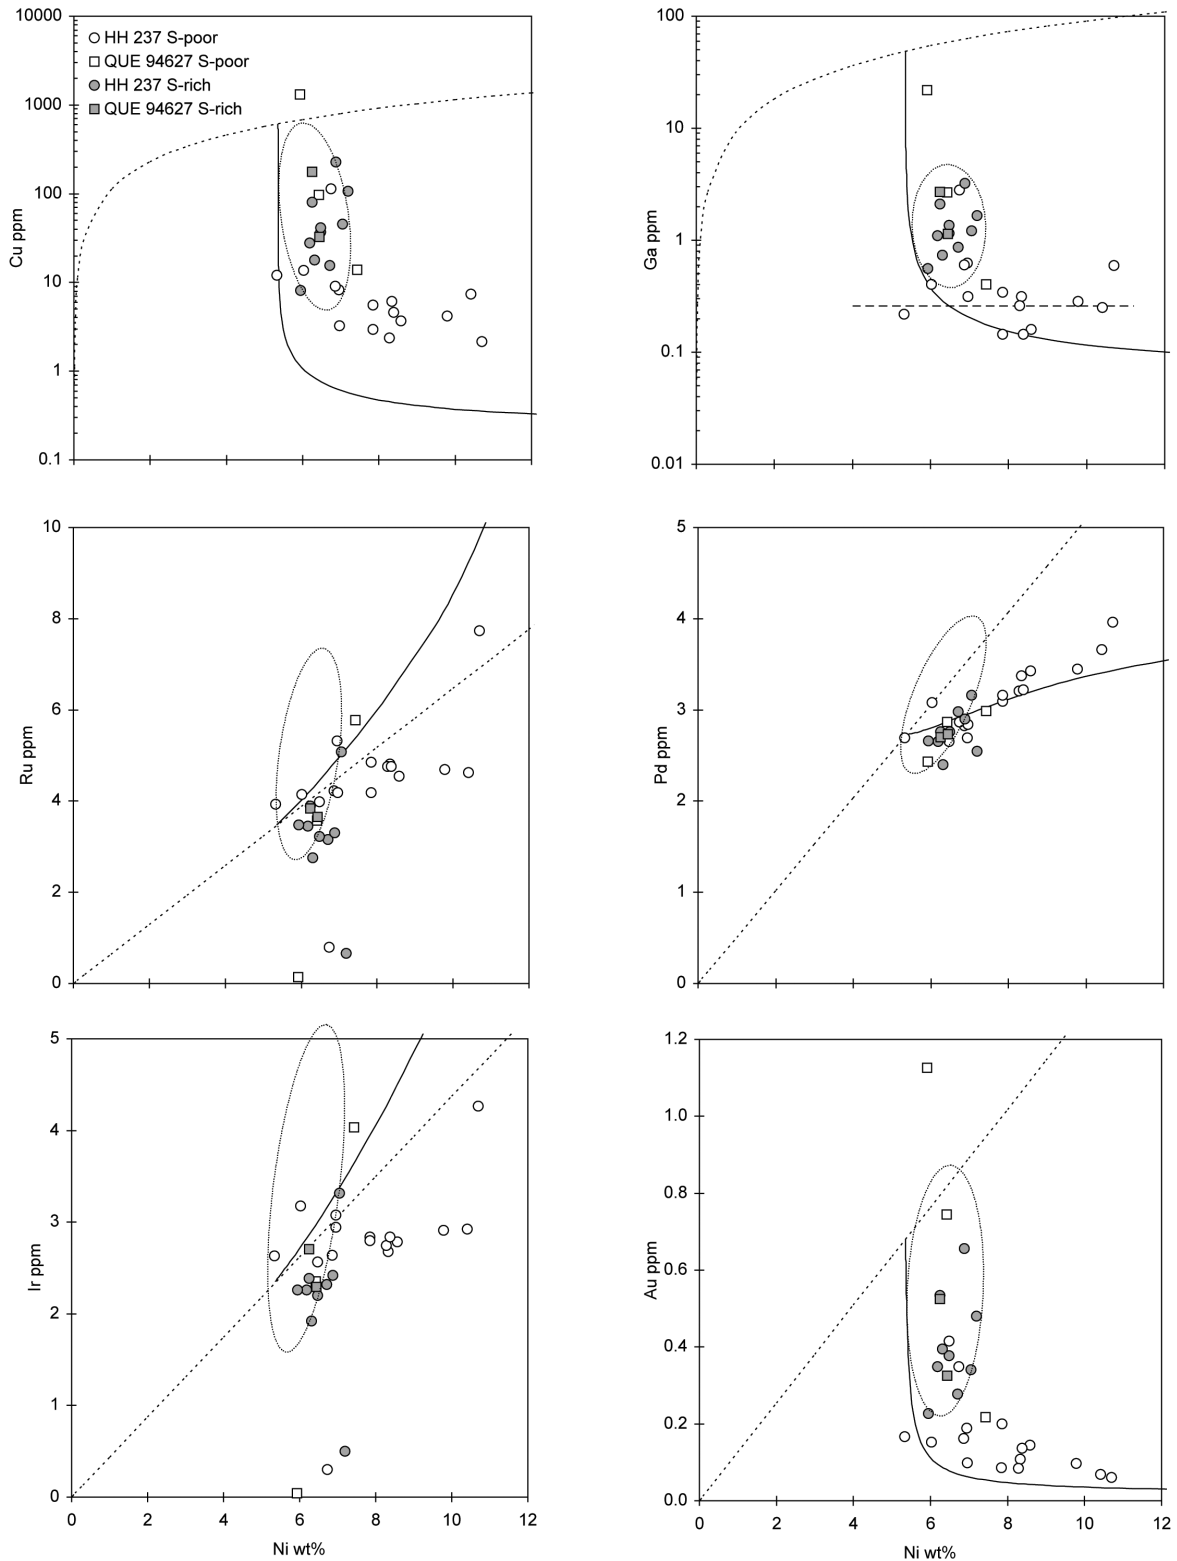 10000
1000
100
10
1
0.1
Cu ppm
HH 237 S-poor
QUE 94627 S-poor
HH 237 S-rich
QUE 94627 S-rich
100
10
1
0.1
0.01
Ga ppm
10
8
6
4
2
0
Ru ppm
5
4
3
2
1
0
Pd ppm
5
4
3
2
1
0
Ir ppm
0 2 4 6 8 10 12
Ni wt%
1.2
1.0
0.8
0.6
0.4
0.2
0.0
Au ppm
0 2 4 6 8 10 12
Ni wt%